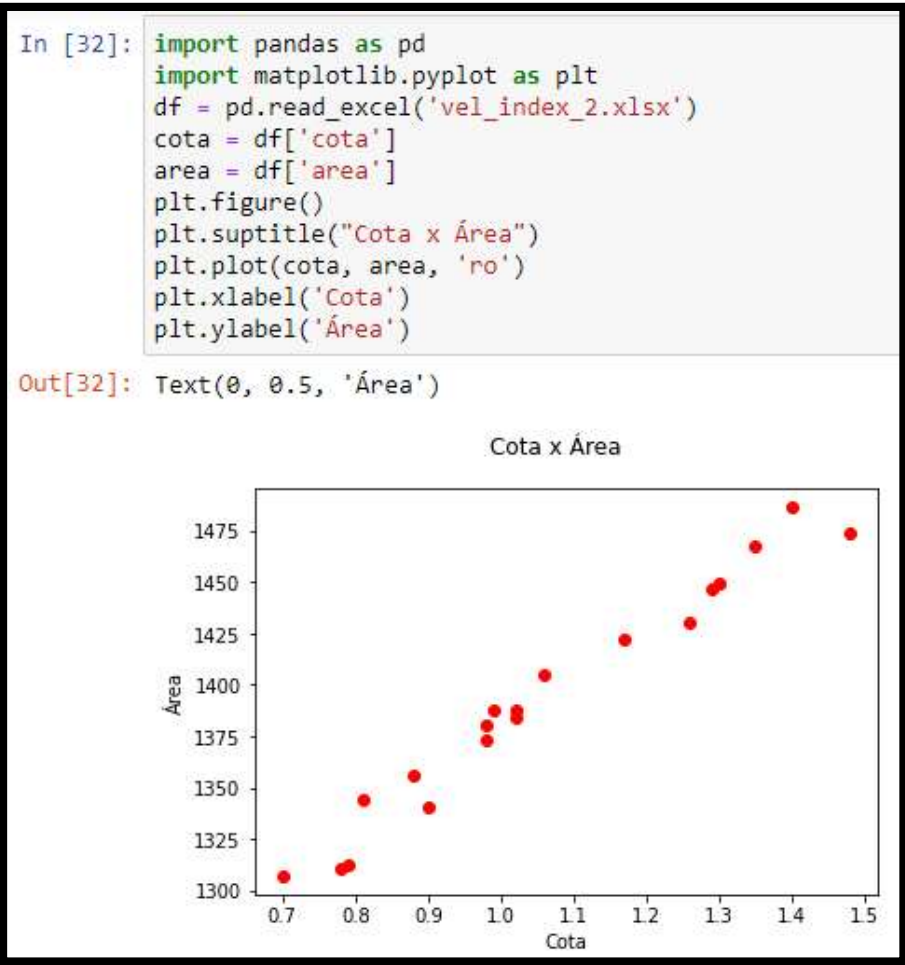 In [32]: import pandas as pd
import matplotlib.pyplot as plt
df = pd.read_excel('vel_index_2.xlsx')
cota = df['cota']
area = df['area']
plt.figure()
plt.suptitle("Cota x Área")
plt.plot(cota, area, 'ro')
plt.xlabel('Cota')
plt.ylabel('Área')
Out[32]: Text(0, 0.5, 'Área')
Cota x Área
1475
1450
1425
1400
1375
1350
1325
1300
Área
0.7 0.8 0.9 1.0 1.1 1.2 1.3 1.4 1.5
Cota